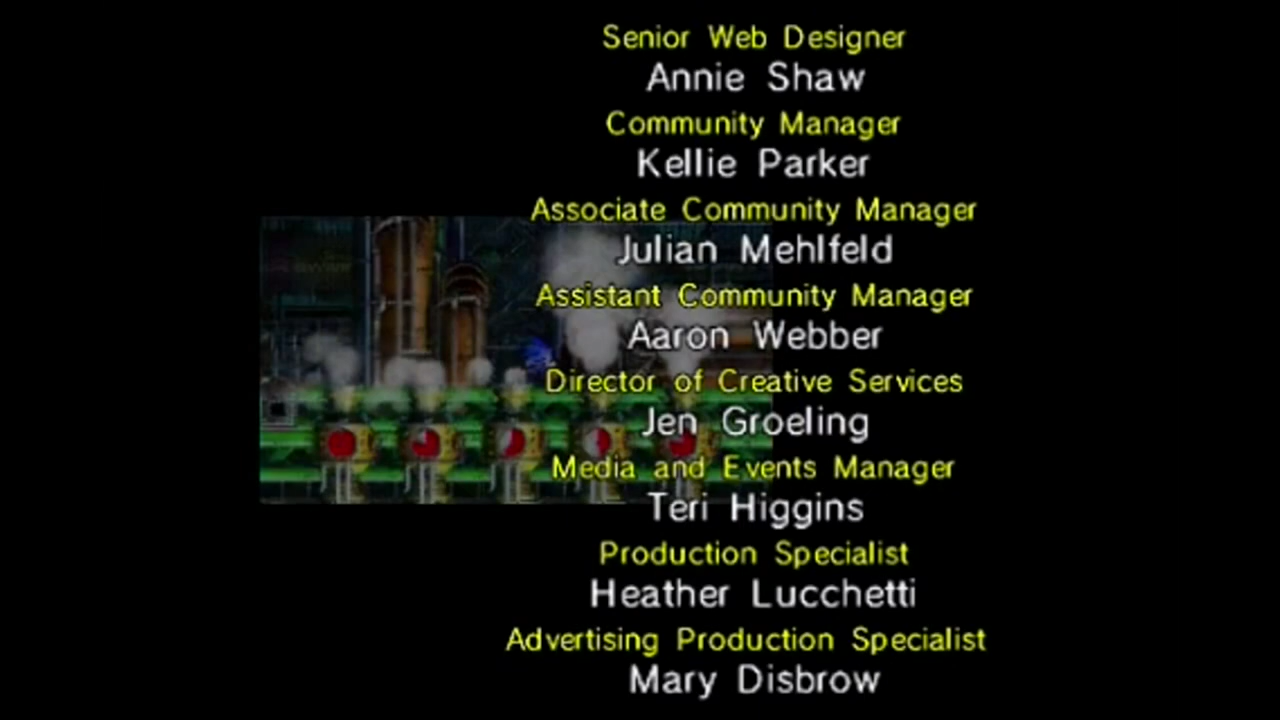 Senior Web Designer
Annie Shaw
Community Manager
Kellie Parker
Associate Community Manager
Julian Mehlfeld
Assistant Community Manager
Aaron Webber
Director of Creative Services
Jen Groeling
Media and Events Manager
Teri Higgins
Production Specialist
Heather Lucchetti
Advertising Production Specialist
Mary Disbrow